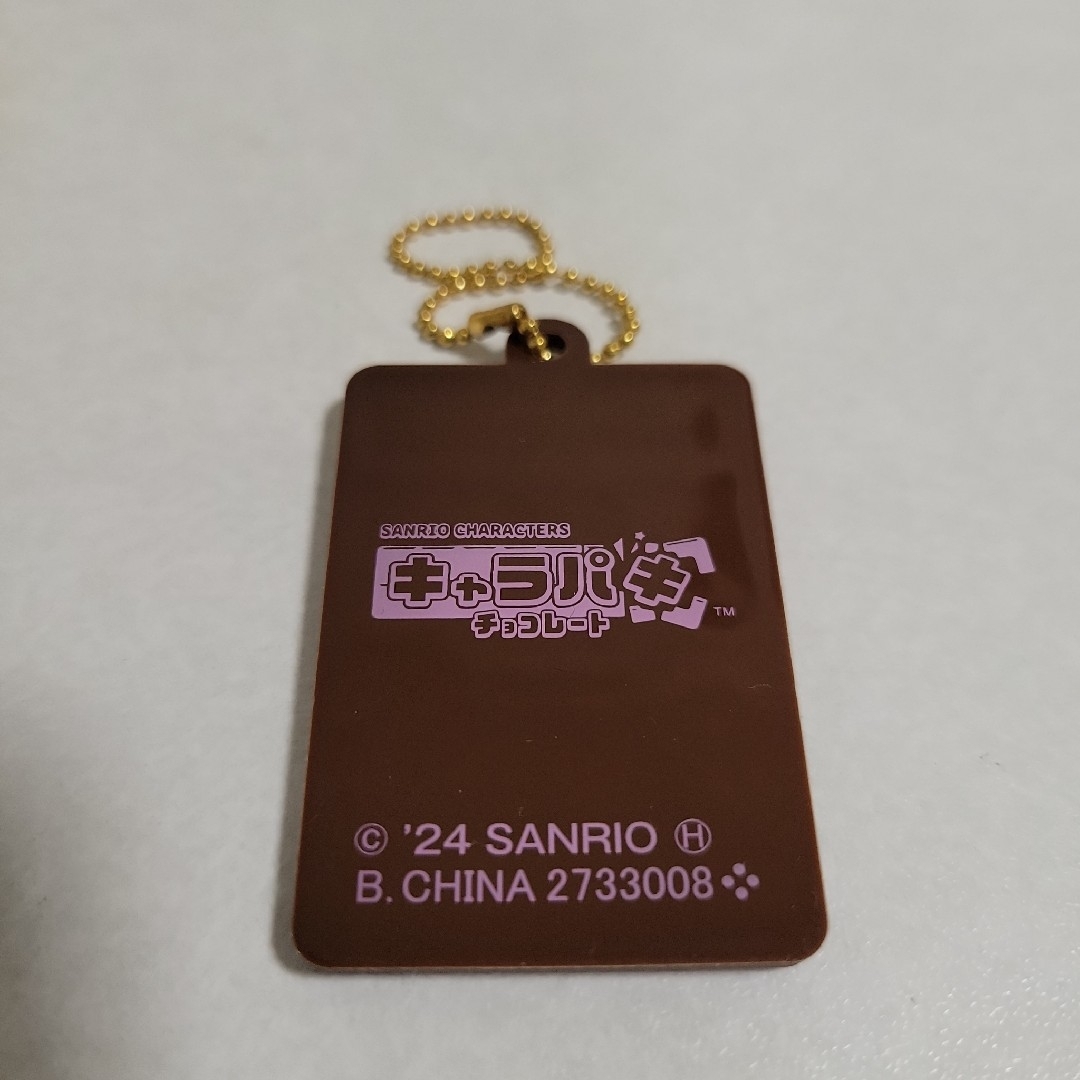 SANRIO CHARACTERS
キャラパキ
チョコレート
TM
© '24 SANRIO Ⓗ
B. CHINA 2733008